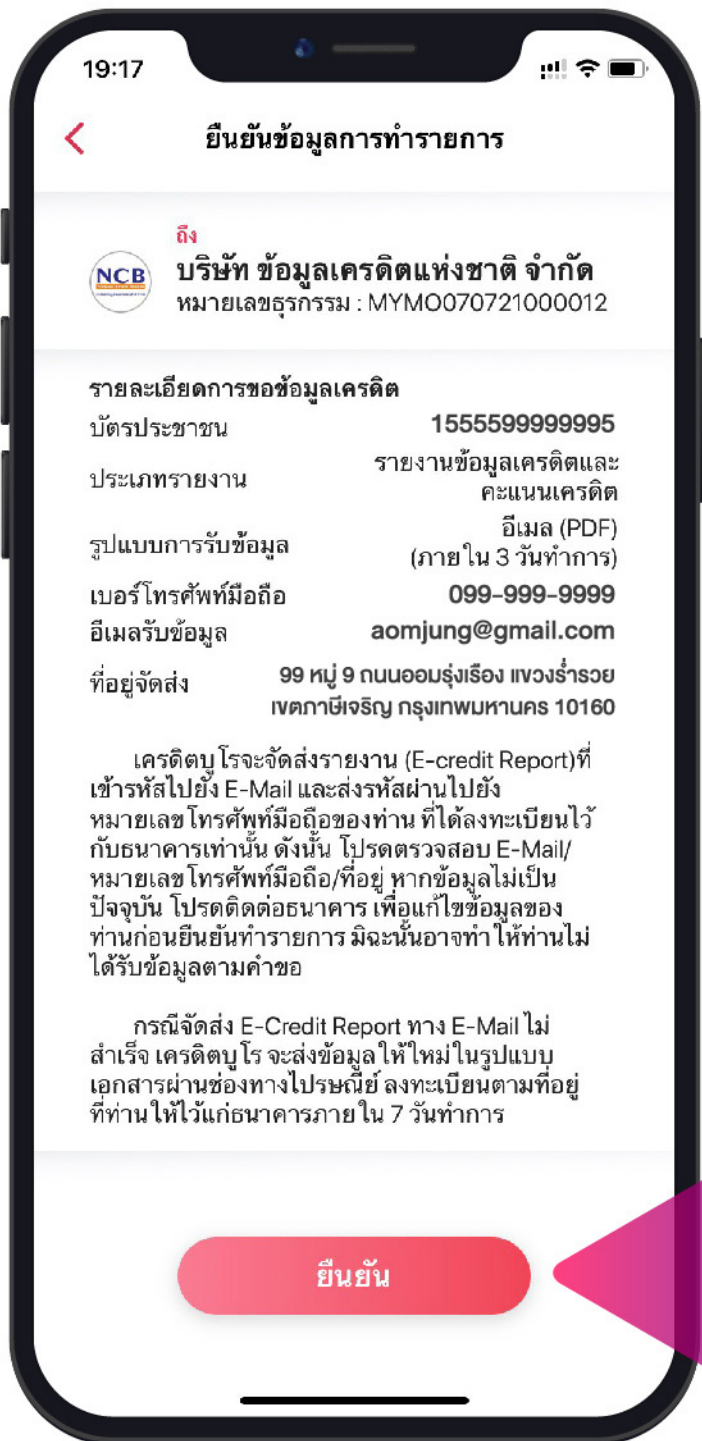 19:17
ยืนยันข้อมูลการทำรายการ
ถึง
NCB
บริษัท ข้อมูลเครดิตแห่งชาติ จำกัด
หมายเลขธุรกรรม : MYMO070721000012
รายละเอียดการขอข้อมูลเครดิต
บัตรประชาชน 1555599999995
ประเภทรายงาน รายงานข้อมูลเครดิตและ
คะแนนเครดิต
รูปแบบการรับข้อมูล อีเมล (PDF)
(ภายใน 3 วันทำการ)
เบอร์โทรศัพท์มือถือ 099-999-9999
อีเมลรับข้อมูล aomjung@gmail.com
ที่อยู่จัดส่ง 99 หมู่ 9 ถนนออมรุ่งเรือง แขวงร่ำรวย
เขตภาษีเจริญ กรุงเทพมหานคร 10160
เครดิตบูโรจะจัดส่งรายงาน (E-credit Report)ที่
เข้ารหัสไปยัง E-Mail และส่งรหัสผ่านไปยัง
หมายเลขโทรศัพท์มือถือของท่าน ที่ได้ลงทะเบียนไว้
กับธนาคารเท่านั้น ดังนั้น โปรดตรวจสอบ E-Mail/
หมายเลขโทรศัพท์มือถือ/ที่อยู่ หากข้อมูลไม่เป็น
ปัจจุบัน โปรดติดต่อธนาคาร เพื่อแก้ไขข้อมูลของ
ท่านก่อนยืนยันทำรายการ มิฉะนั้นอาจทำให้ท่านไม่
ได้รับข้อมูลตามคำขอ
กรณีจัดส่ง E-Credit Report ทาง E-Mail ไม่
สำเร็จ เครดิตบูโร จะส่งข้อมูลให้ใหม่ในรูปแบบ
เอกสารผ่านช่องทางไปรษณีย์ ลงทะเบียนตามที่อยู่
ที่ท่านให้ไว้แก่ธนาคารภายใน 7 วันทำการ
ยืนยัน